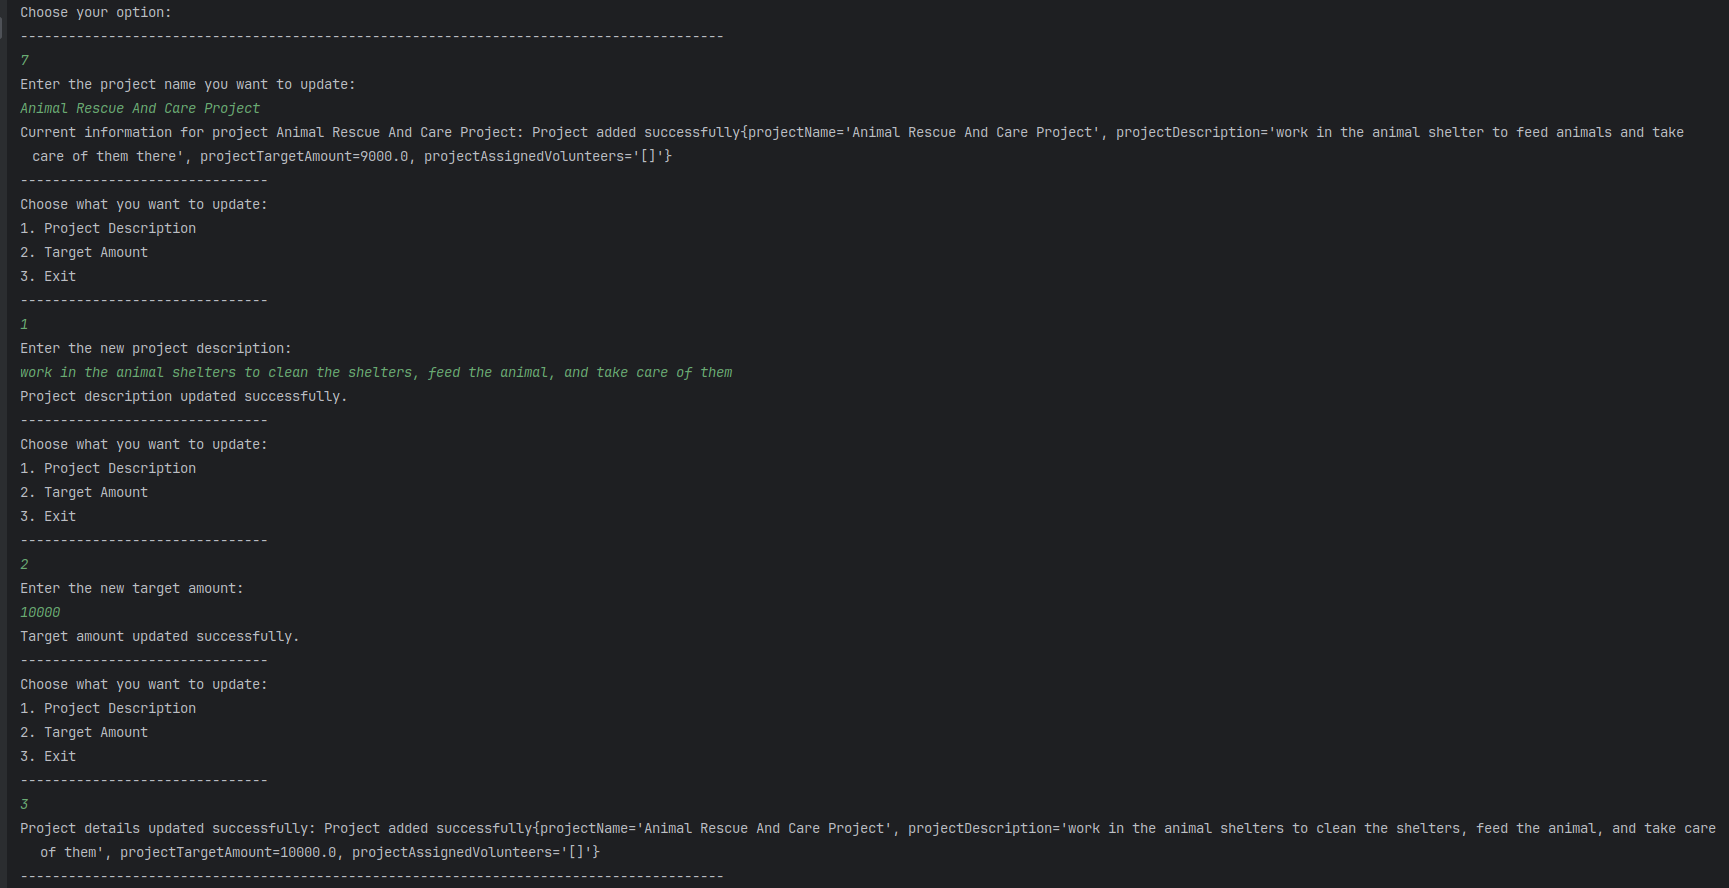 Choose your option:
----------------------------------------------------------------------------------------
7
Enter the project name you want to update:
Animal Rescue And Care Project
Current information for project Animal Rescue And Care Project: Project added successfully{projectName='Animal Rescue And Care Project', projectDescription='work in the animal shelter to feed animals and take
care of them there', projectTargetAmount=9000.0, projectAssignedVolunteers='[]'}
-------------------------------
Choose what you want to update:
1. Project Description
2. Target Amount
3. Exit
-------------------------------
1
Enter the new project description:
work in the animal shelters to clean the shelters, feed the animal, and take care of them
Project description updated successfully.
-------------------------------
Choose what you want to update:
1. Project Description
2. Target Amount
3. Exit
-------------------------------
2
Enter the new target amount:
10000
Target amount updated successfully.
-------------------------------
Choose what you want to update:
1. Project Description
2. Target Amount
3. Exit
-------------------------------
3
Project details updated successfully: Project added successfully{projectName='Animal Rescue And Care Project', projectDescription='work in the animal shelters to clean the shelters, feed the animal, and take care
of them', projectTargetAmount=10000.0, projectAssignedVolunteers='[]'}
----------------------------------------------------------------------------------------